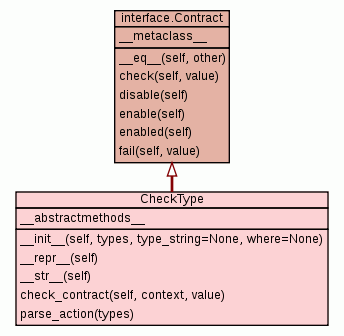 interface.Contract
__metaclass__
__eq__(self, other)
check(self, value)
disable(self)
enable(self)
enabled(self)
fail(self, value)
CheckType
__abstractmethods__
__init__(self, types, type_string=None, where=None)
__repr__(self)
__str__(self)
check_contract(self, context, value)
parse_action(types)